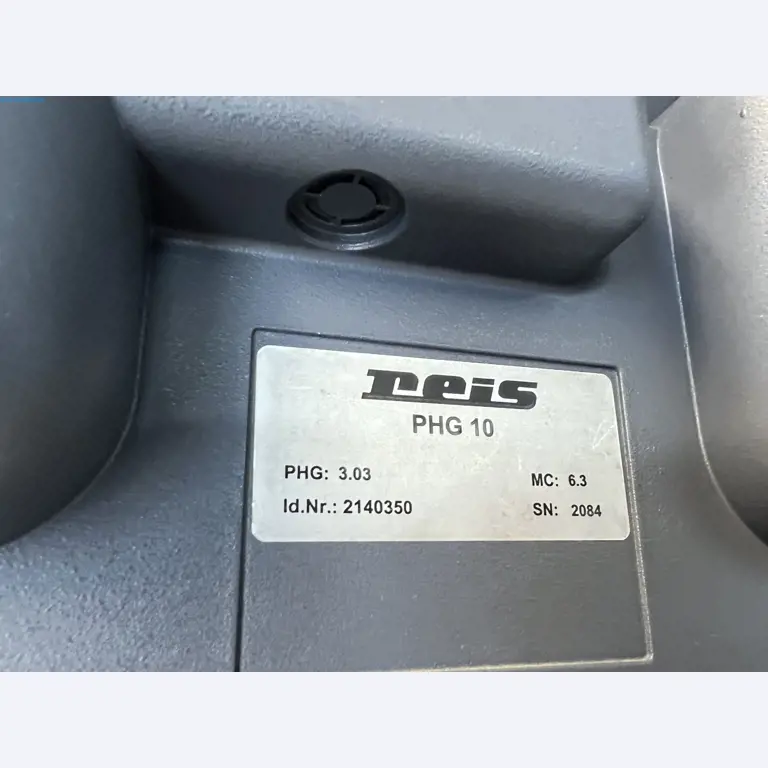 reis
PHG 10
PHG: 3.03 MC: 6.3
Id.Nr.: 2140350 SN: 2084